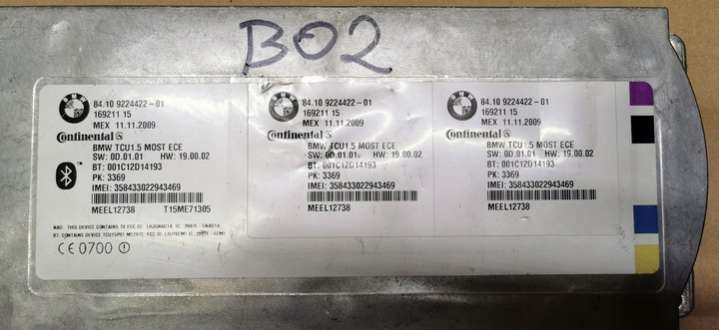 BO2
BMW
84.10 9224422-01
169211 15
MEX 11.11.2009
Continental
BMW TCU1.5 MOST ECE
SW: 0D.01.01 HW: 19.00.02
BT: 001C12D14193
PK: 3369
IMEI: 358433022943469
MEEL12738 T15ME71305
CE 0700
BMW
84.10 9224422-01
169211 15
MEX 11.11.2009
Continental
BMW TCU1.5 MOST ECE
SW: 0D.01.01 HW: 19.00.02
BT: 001C12D14193
PK: 3369
IMEI: 358433022943469
MEEL12738
BMW
84.10 9224422-01
169211 15
MEX 11.11.2009
Continental
BMW TCU1.5 MOST ECE
SW: 0D.01.01 HW: 19.00.02
BT: 001C12D14193
PK: 3369
IMEI: 358433022943469
MEEL12738